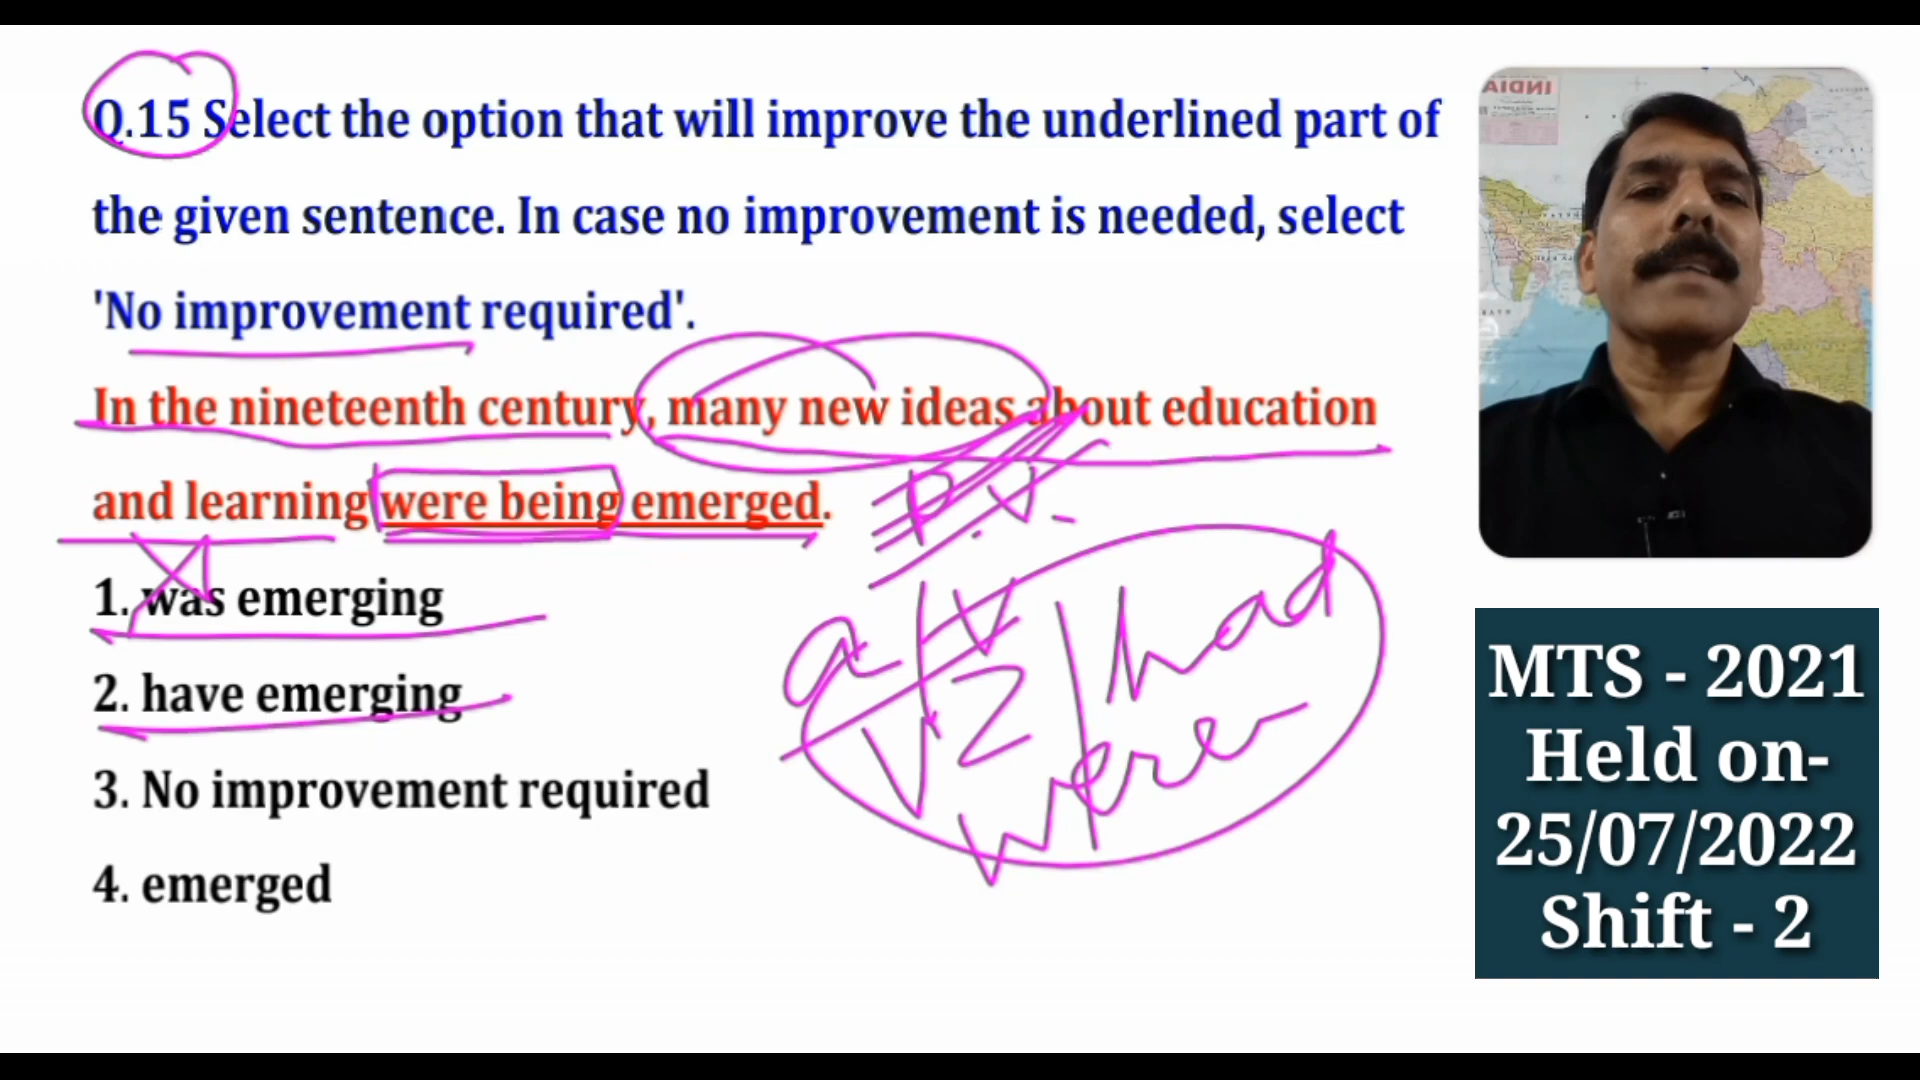 Q.15 Select the option that will improve the underlined part of
the given sentence. In case no improvement is needed, select
'No improvement required'.
In the nineteenth century, many new ideas about education
and learning were being emerged.
P.V.
1. was emerging
a/V
had
2. have emerging
V2
were
3. No improvement required
4. emerged
INDIA
MTS - 2021
Held on-
25/07/2022
Shift - 2